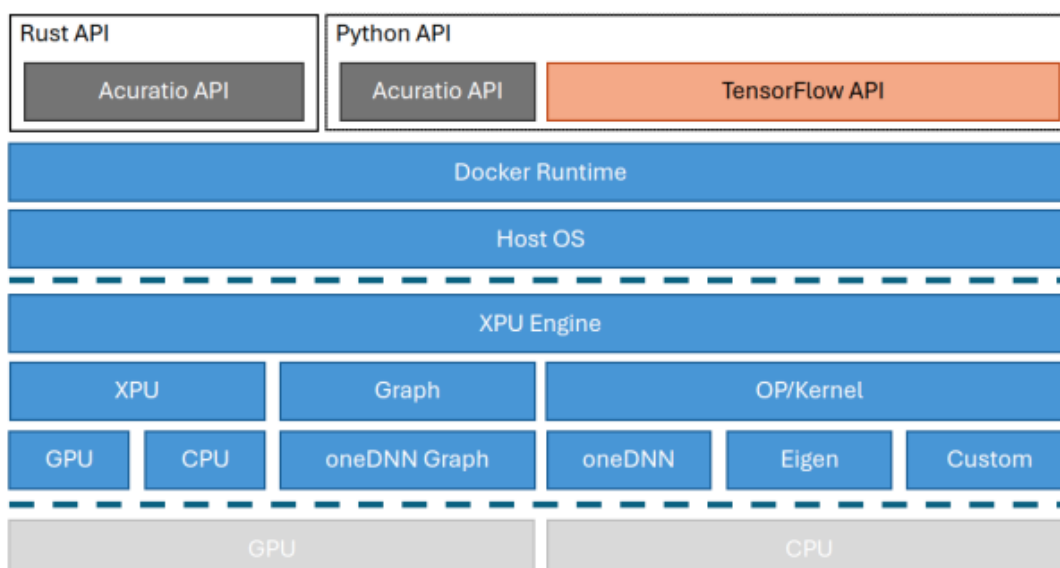 Rust API
Python API
Acuratio API
Acuratio API
TensorFlow API
Docker Runtime
Host OS
XPU Engine
XPU
Graph
OP/Kernel
GPU
CPU
oneDNN Graph
oneDNN
Eigen
Custom
GPU
CPU